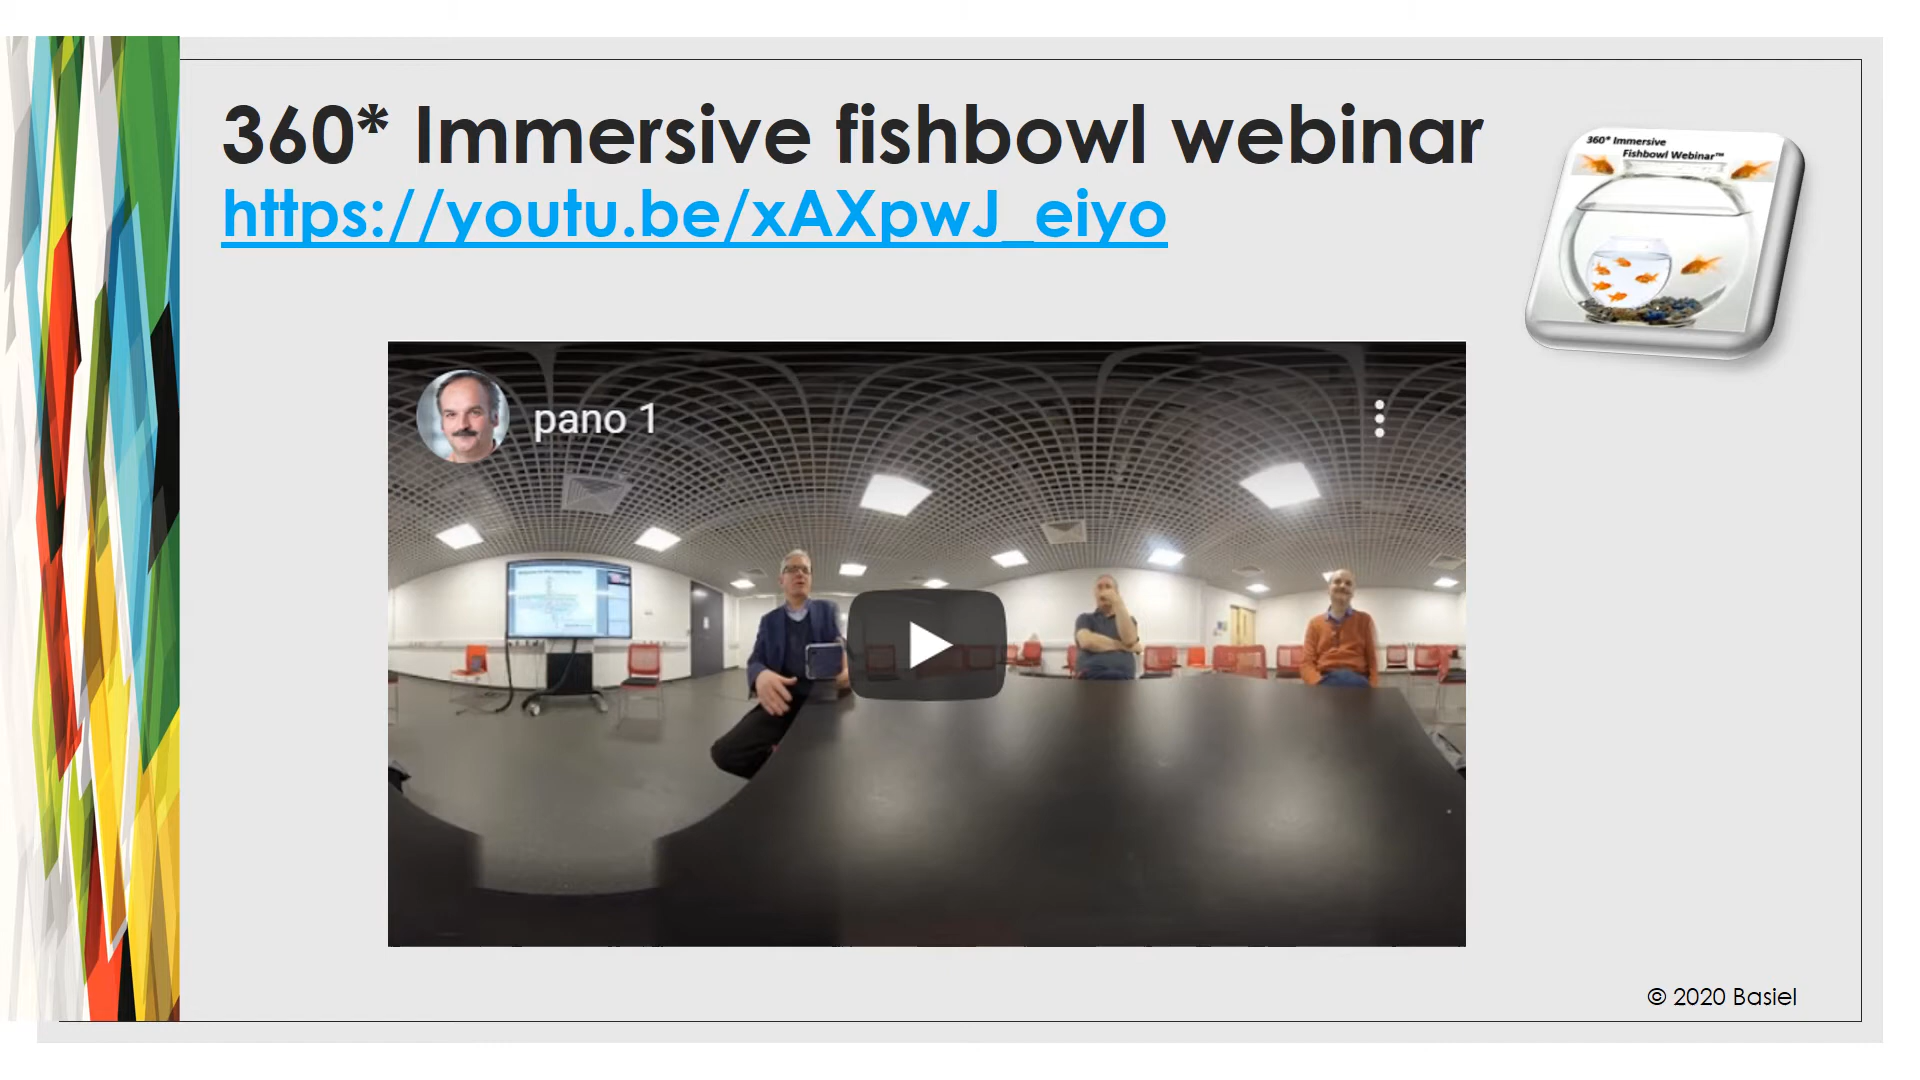 360* Immersive fishbowl webinar
https://youtu.be/xAXpwJ_eiyo
360* Immersive
Fishbowl Webinar™
pano 1
© 2020 Basiel